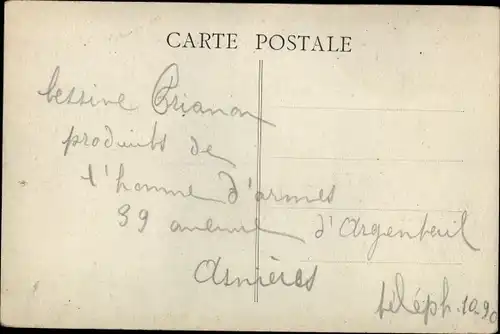 CARTE POSTALE
lessive Trianon
produits de
l'homme d'armes
39 avenue d'Argenteuil
Asnières
téléph. 10-90